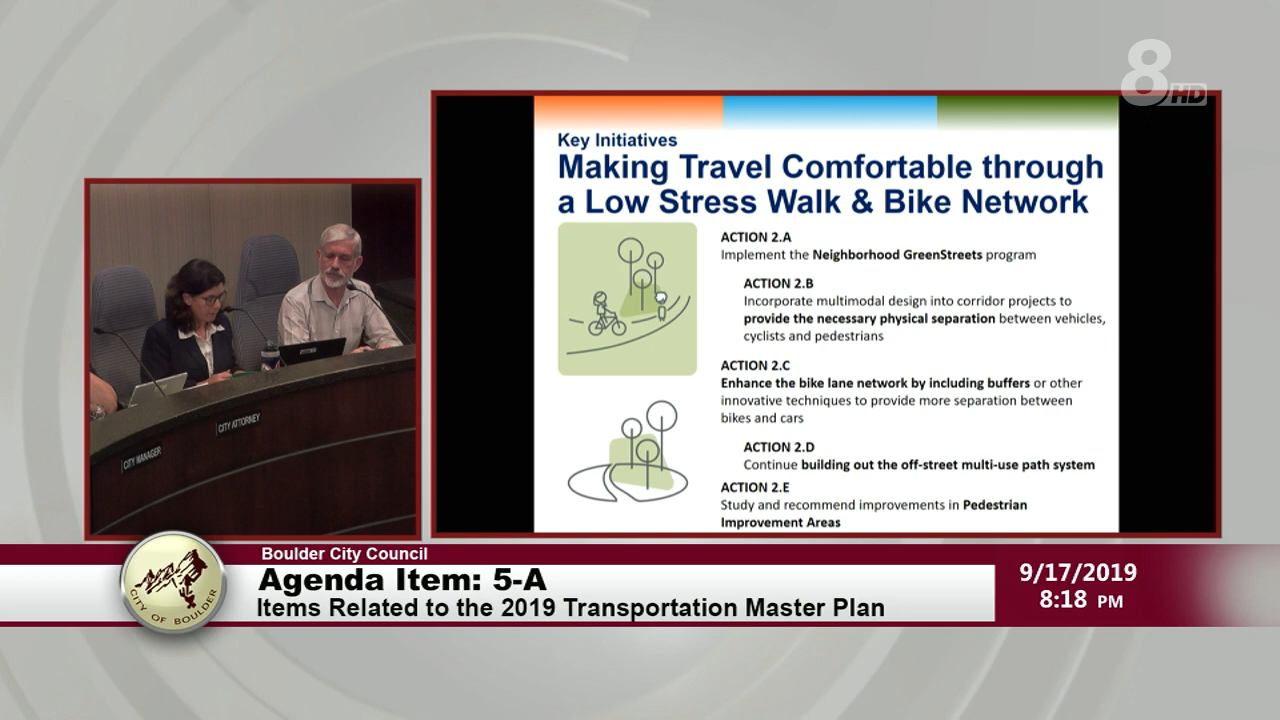 8HD
Key Initiatives
Making Travel Comfortable through
a Low Stress Walk & Bike Network
ACTION 2.A
Implement the Neighborhood GreenStreets program
ACTION 2.B
Incorporate multimodal design into corridor projects to
provide the necessary physical separation between vehicles,
cyclists and pedestrians
ACTION 2.C
Enhance the bike lane network by including buffers or other
innovative techniques to provide more separation between
bikes and cars
ACTION 2.D
Continue building out the off-street multi-use path system
ACTION 2.E
Study and recommend improvements in Pedestrian
Improvement Areas
CITY MANAGER
CITY ATTORNEY
Boulder City Council
Agenda Item: 5-A
Items Related to the 2019 Transportation Master Plan
CITY OF BOULDER
9/17/2019
8:18 PM